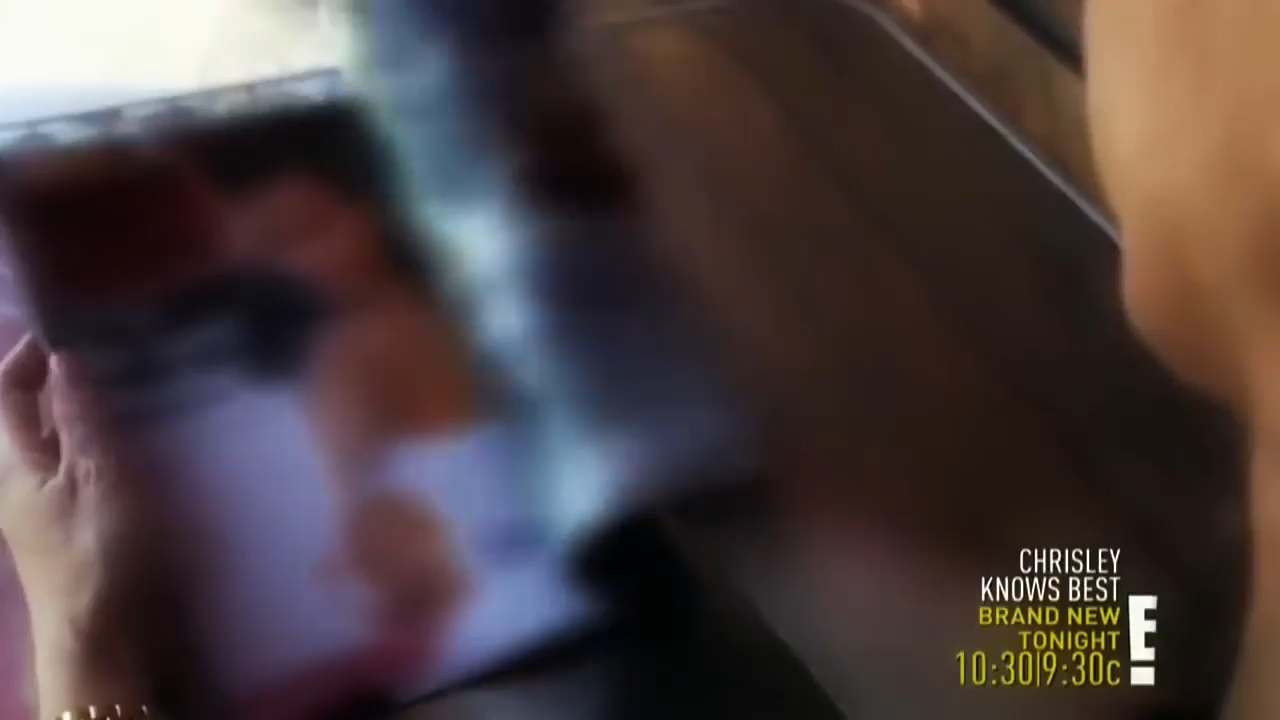 CHRISLEY
KNOWS BEST
BRAND NEW
TONIGHT
10:30|9:30c
E!